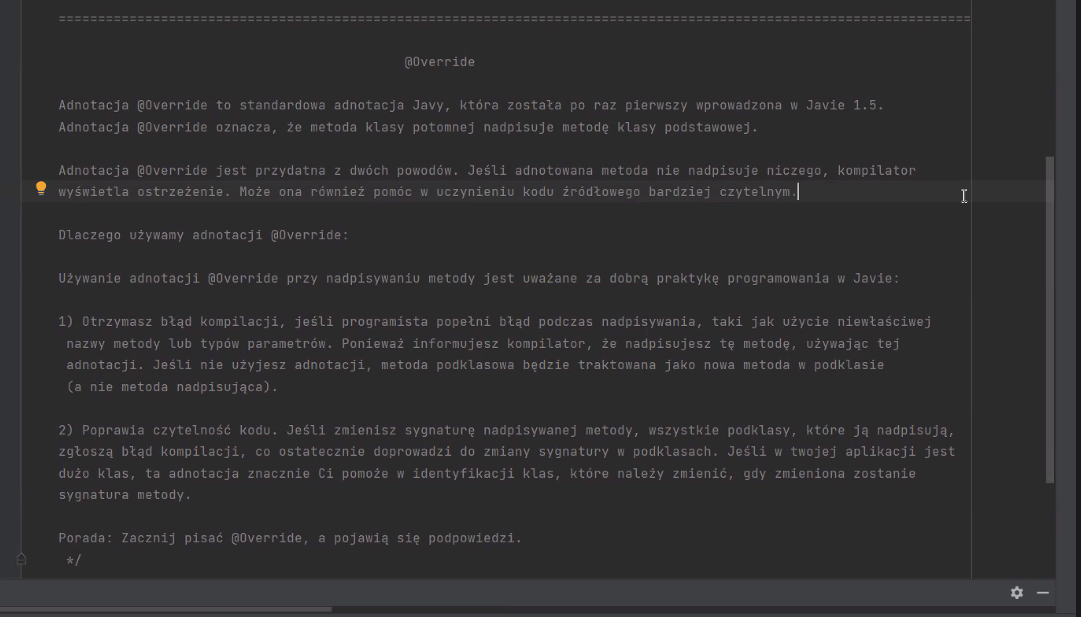 ================================================================================================================
@Override
Adnotacja @Override to standardowa adnotacja Javy, która została po raz pierwszy wprowadzona w Javie 1.5.
Adnotacja @Override oznacza, że metoda klasy potomnej nadpisuje metodę klasy podstawowej.
Adnotacja @Override jest przydatna z dwóch powodów. Jeśli adnotowana metoda nie nadpisuje niczego, kompilator
wyświetla ostrzeżenie. Może ona również pomóc w uczynieniu kodu źródłowego bardziej czytelnym.
Dlaczego używamy adnotacji @Override:
Używanie adnotacji @Override przy nadpisywaniu metody jest uważane za dobrą praktykę programowania w Javie:
1) Otrzymasz błąd kompilacji, jeśli programista popełni błąd podczas nadpisywania, taki jak użycie niewłaściwej
nazwy metody lub typów parametrów. Ponieważ informujesz kompilator, że nadpisujesz tę metodę, używając tej
adnotacji. Jeśli nie użyjesz adnotacji, metoda podklasowa będzie traktowana jako nowa metoda w podklasie
(a nie metoda nadpisująca).
2) Poprawia czytelność kodu. Jeśli zmienisz sygnaturę nadpisywanej metody, wszystkie podklasy, które ją nadpisują,
zgłoszą błąd kompilacji, co ostatecznie doprowadzi do zmiany sygnatury w podklasach. Jeśli w twojej aplikacji jest
dużo klas, ta adnotacja znacznie Ci pomoże w identyfikacji klas, które należy zmienić, gdy zmieniona zostanie
sygnatura metody.
Porada: Zacznij pisać @Override, a pojawią się podpowiedzi.
*/